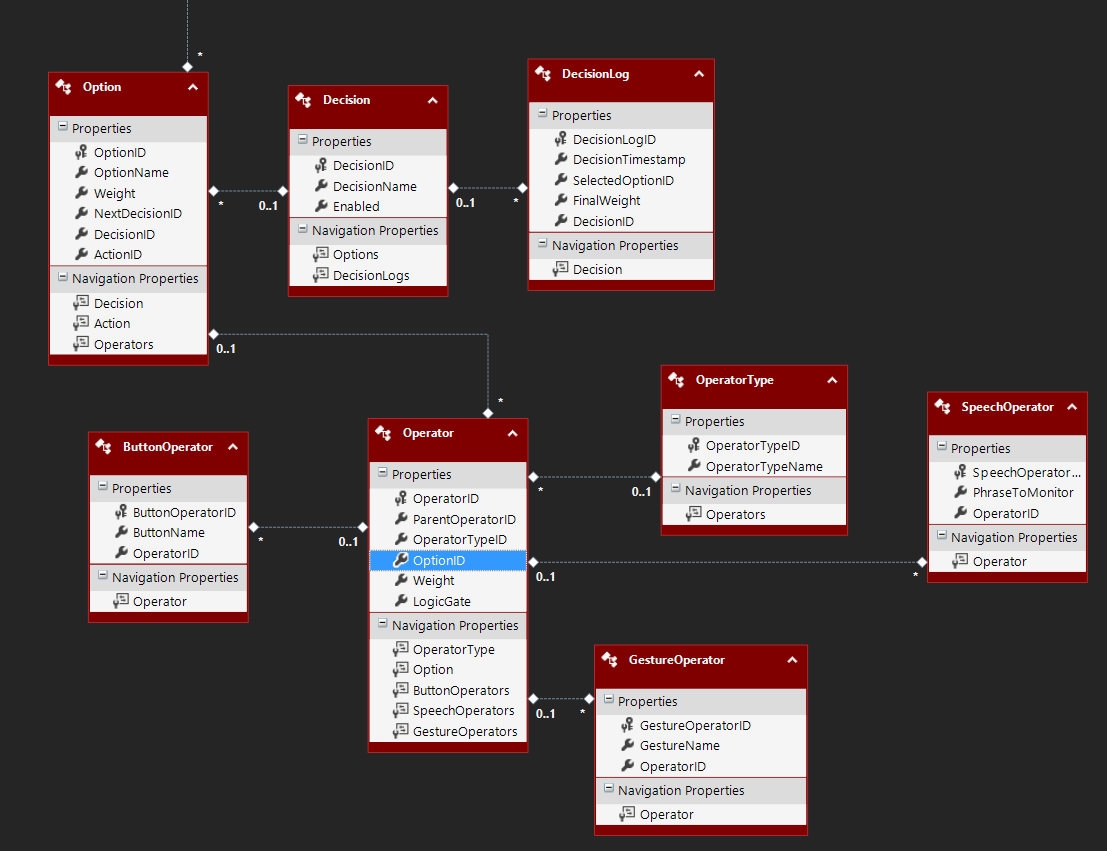 *
Option
Properties
OptionID
OptionName
Weight
NextDecisionID
DecisionID
ActionID
Navigation Properties
Decision
Action
Operators
*
0..1
Decision
Properties
DecisionID
DecisionName
Enabled
Navigation Properties
Options
DecisionLogs
0..1
*
DecisionLog
Properties
DecisionLogID
DecisionTimestamp
SelectedOptionID
FinalWeight
DecisionID
Navigation Properties
Decision
0..1
*
ButtonOperator
Properties
ButtonOperatorID
ButtonName
OperatorID
Navigation Properties
Operator
*
0..1
Operator
Properties
OperatorID
ParentOperatorID
OperatorTypeID
OptionID
Weight
LogicGate
Navigation Properties
OperatorType
Option
ButtonOperators
SpeechOperators
GestureOperators
*
0..1
OperatorType
Properties
OperatorTypeID
OperatorTypeName
Navigation Properties
Operators
0..1
*
SpeechOperator
Properties
SpeechOperator...
PhraseToMonitor
OperatorID
Navigation Properties
Operator
0..1
*
GestureOperator
Properties
GestureOperatorID
GestureName
OperatorID
Navigation Properties
Operator